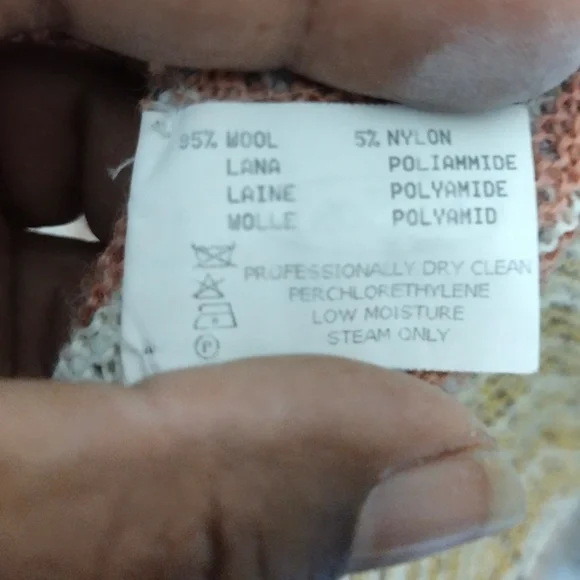 95% WOOL 5% NYLON
LANA POLIAMMIDE
LAINE POLYAMIDE
WOLLE POLYAMID
PROFESSIONALLY DRY CLEAN
PERCHLORETHYLENE
LOW MOISTURE
STEAM ONLY
P